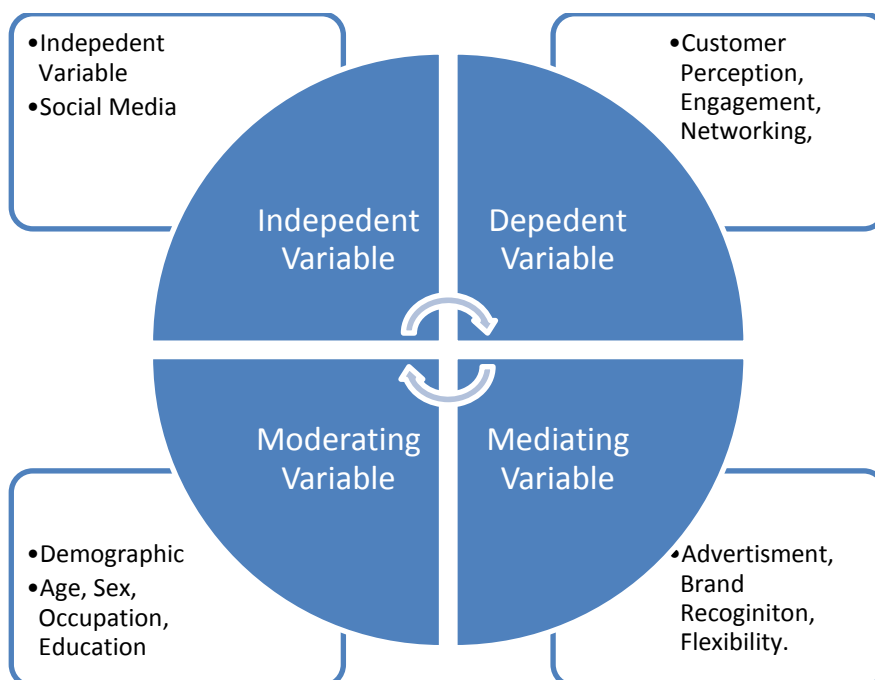 •Indepedent
Variable
•Social Media
•Customer
Perception,
Engagement,
Networking,
Indepedent
Variable
Depedent
Variable
Moderating
Variable
Mediating
Variable
•Demographic
•Age, Sex,
Occupation,
Education
•Advertisment,
Brand
Recoginiton,
Flexibility.